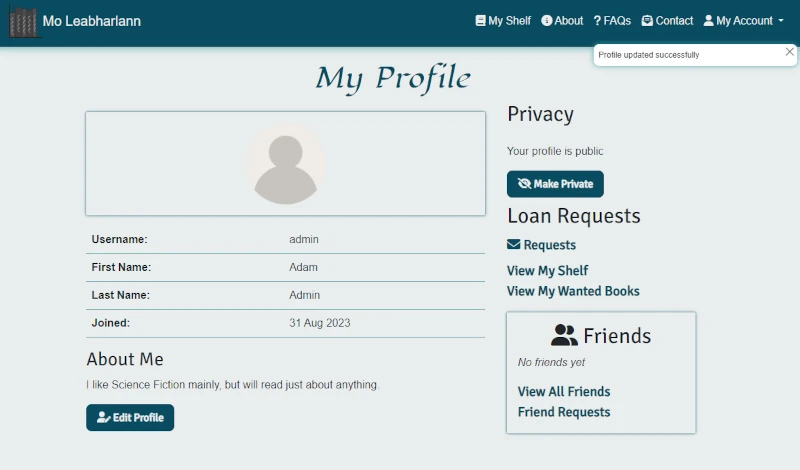 Mo Leabharlann
My Shelf About FAQs Contact My Account
Profile updated successfully
My Profile
Username: admin
First Name: Adam
Last Name: Admin
Joined: 31 Aug 2023
About Me
I like Science Fiction mainly, but will read just about anything.
Edit Profile
Privacy
Your profile is public
Make Private
Loan Requests
Requests
View My Shelf
View My Wanted Books
Friends
No friends yet
View All Friends
Friend Requests